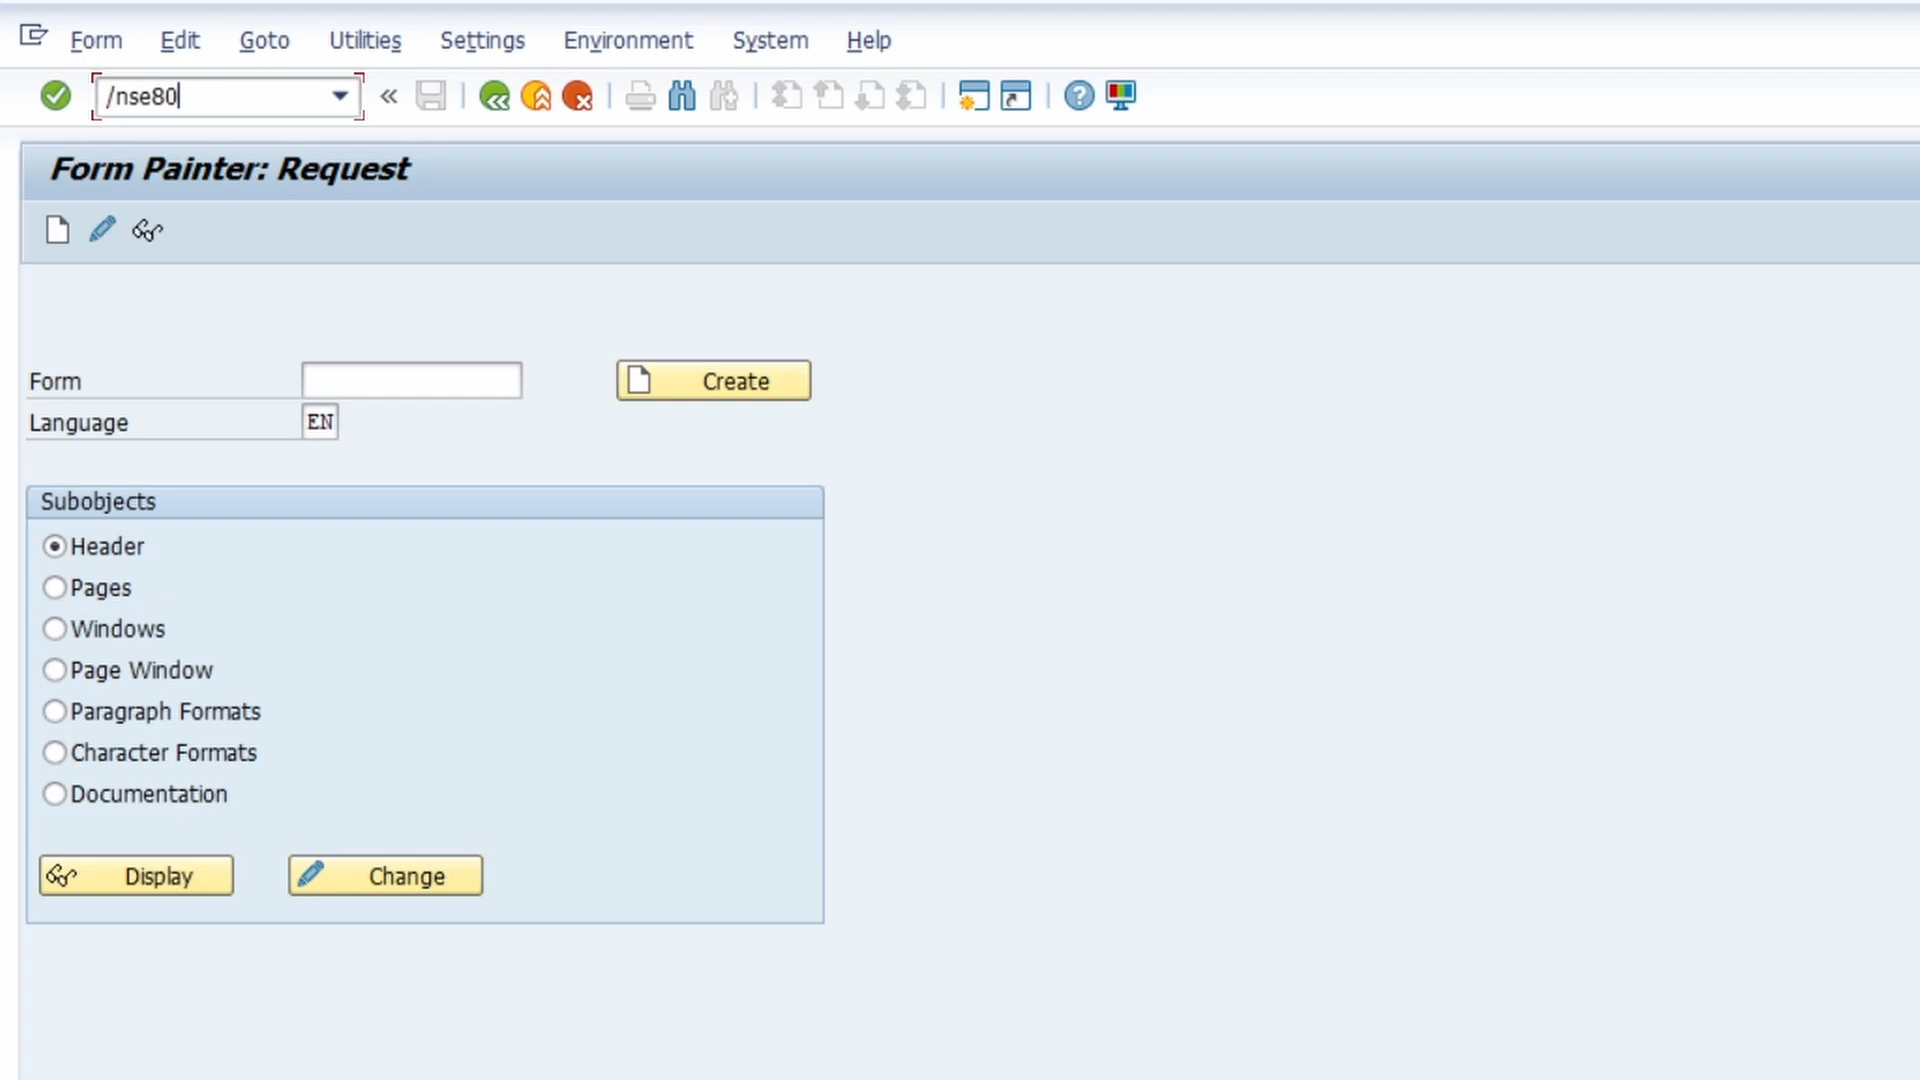 Form Edit Goto Utilities Settings Environment System Help
/nse80
Form Painter: Request
Form Create
Language EN
Subobjects
Header
Pages
Windows
Page Window
Paragraph Formats
Character Formats
Documentation
Display Change